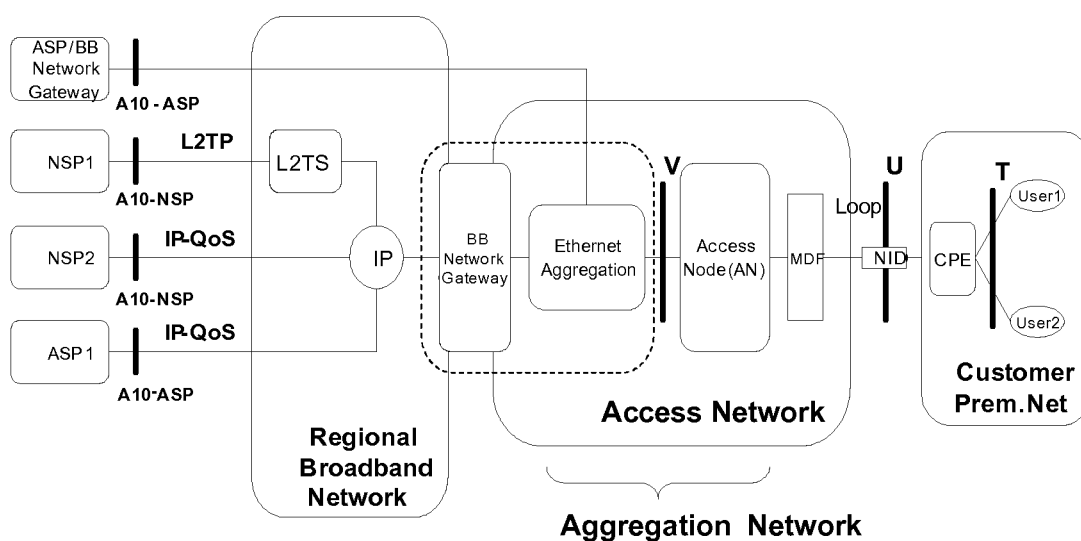 ASP/BB
Network
Gateway
A10-ASP
L2TP
NSP1
L2TS
A10-NSP
IP-QoS
NSP2
IP
A10-NSP
IP-QoS
ASP1
A10-ASP
Regional
Broadband
Network
BB
Network
Gateway
Ethernet
Aggregation
V
Access
Node(AN)
MDF
Loop
U
NID
CPE
T
User1
User2
Customer
Prem.Net
Access Network
Aggregation Network